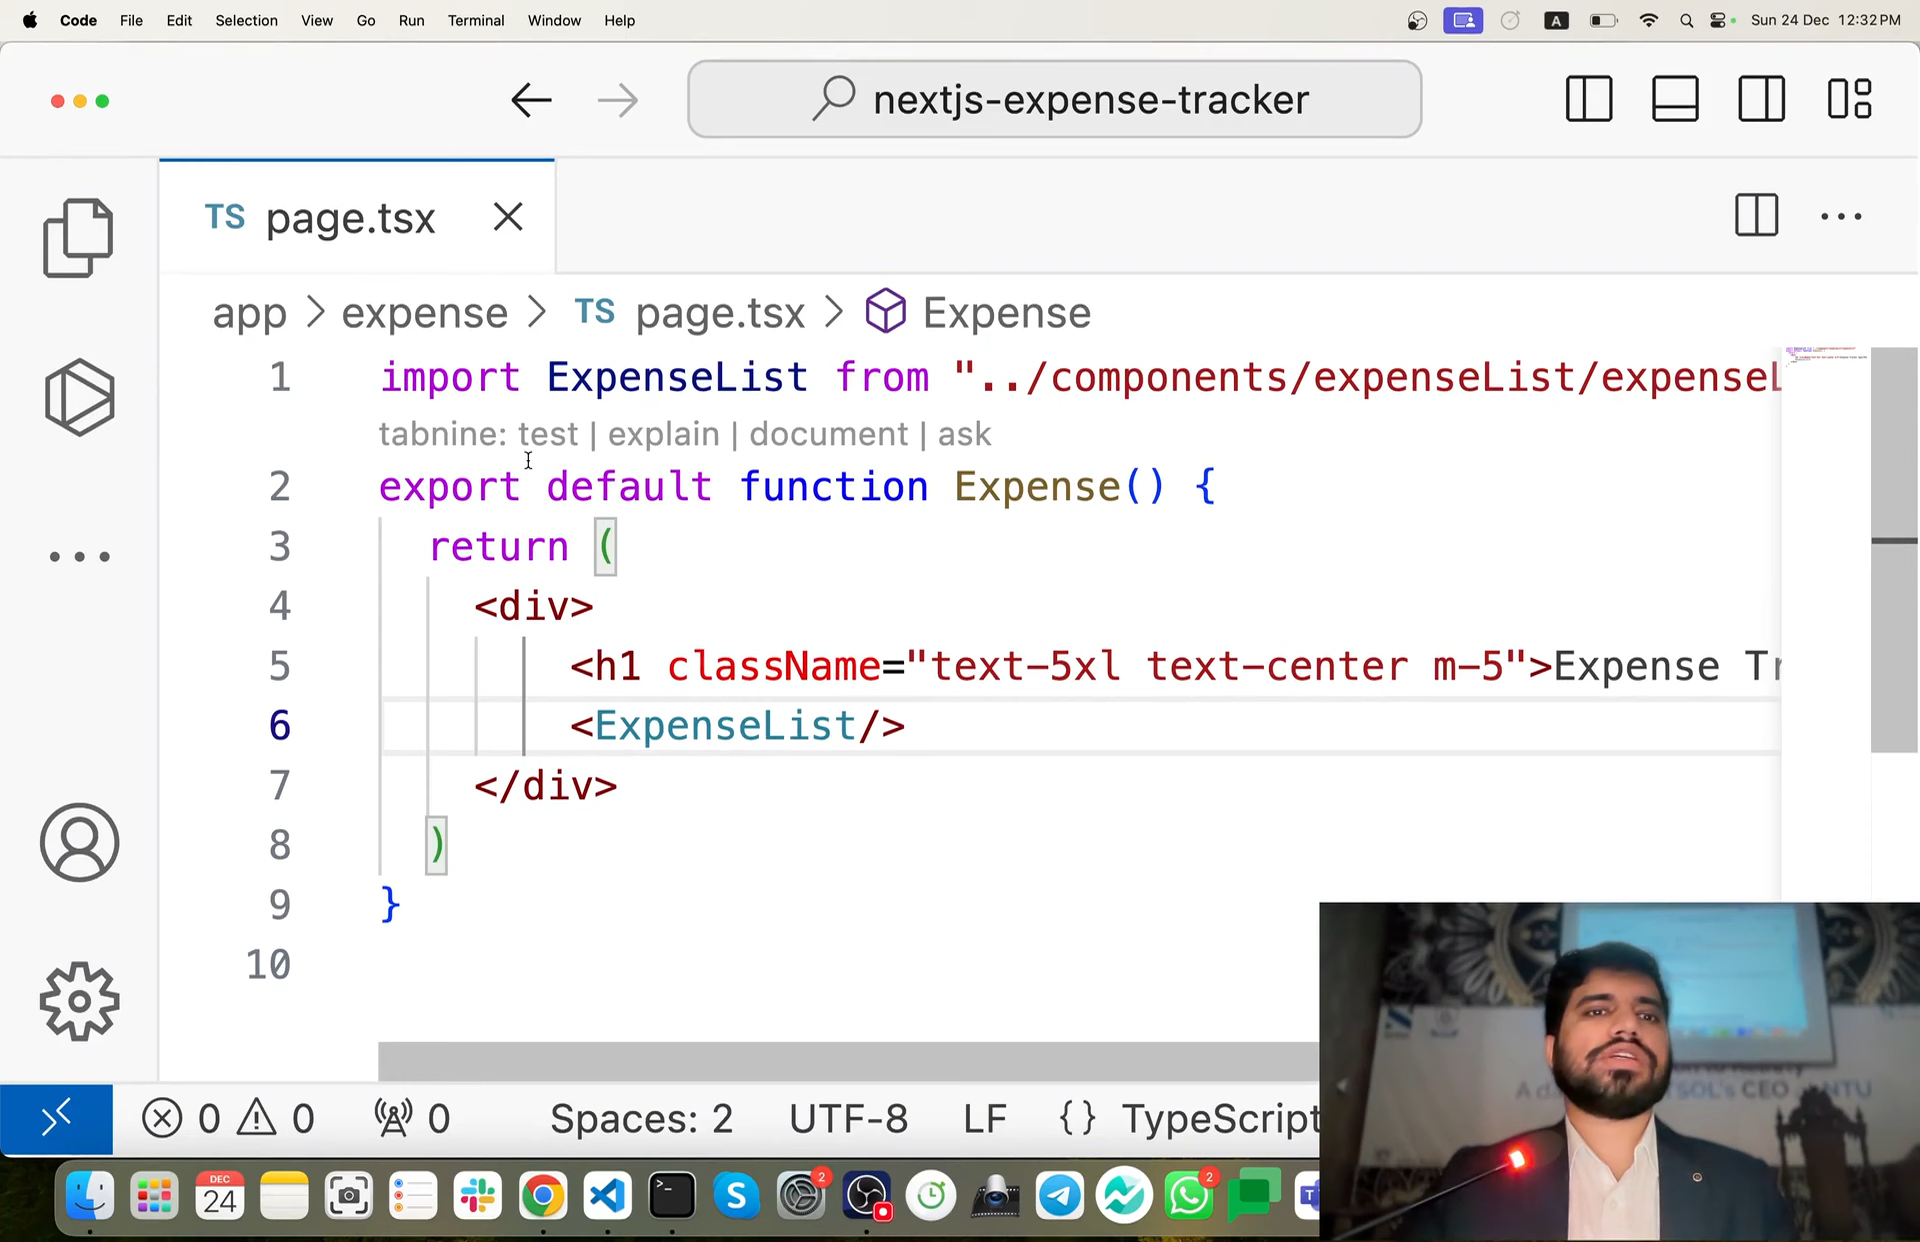 Code File Edit Selection View Go Run Terminal Window Help A Sun 24 Dec 12:32 PM
nextjs-expense-tracker
TS page.tsx
app > expense > TS page.tsx > Expense
1 import ExpenseList from "../components/expenseList/expenseL
tabnine: test | explain | document | ask
2 export default function Expense() {
3 return (
4 <div>
5 <h1 className="text-5xl text-center m-5">Expense Tr
6 <ExpenseList/>
7 </div>
8 )
9 }
10
0 0 0 Spaces: 2 UTF-8 LF {} TypeScript
DEC
24
2
2
S
T
CEO
NTU